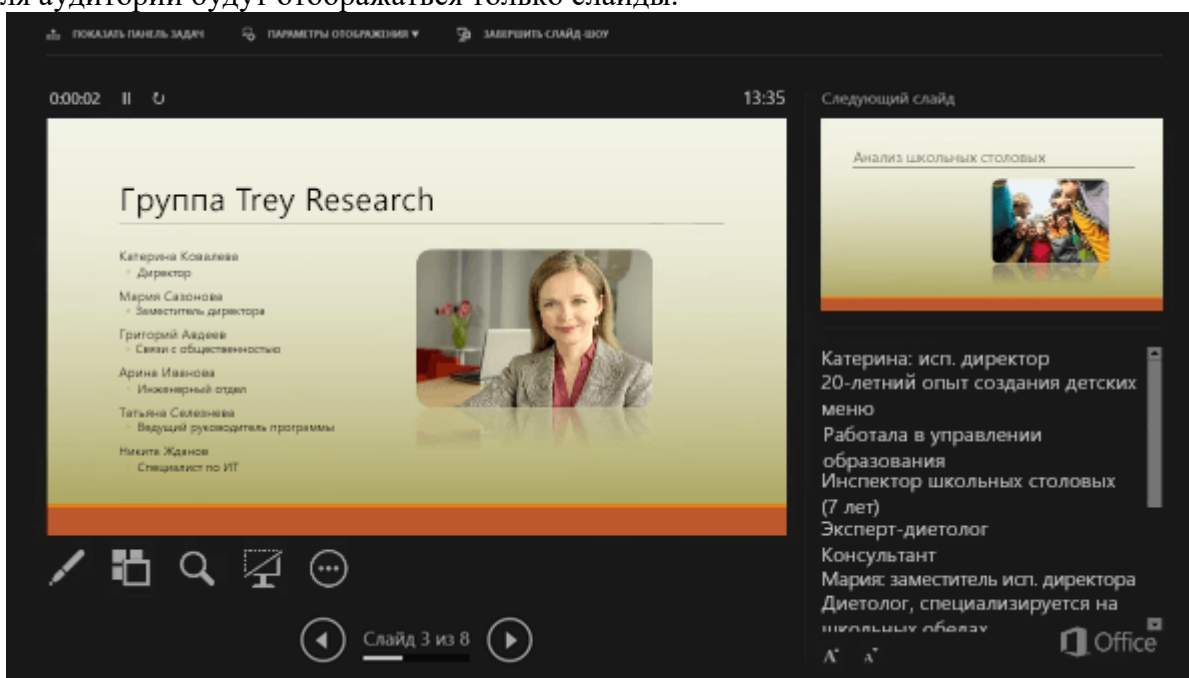 ля аудитории будут отображаться только слайды.
ПОКАЗАТЬ ПАНЕЛЬ ЗАДАЧ ПАРАМЕТРЫ ОТОБРАЖЕНИЯ ▼ ЗАВЕРШИТЬ СЛАЙД-ШОУ
0:00:02 13:35
Группа Trey Research
Катерина Ковалева
Директор
Мария Сазонова
Заместитель директора
Григорий Авдеев
Связи с общественностью
Арина Иванова
Инженерный отдел
Татьяна Селезнева
Ведущий руководитель программы
Никита Жданов
Специалист по ИТ
Слайд 3 из 8
Следующий слайд
Анализ школьных столовых
Катерина: исп. директор
20-летний опыт создания детских
меню
Работала в управлении
образования
Инспектор школьных столовых
(7 лет)
Эксперт-диетолог
Консультант
Мария: заместитель исп. директора
Диетолог, специализируется на
школьных обедах
A A
Office